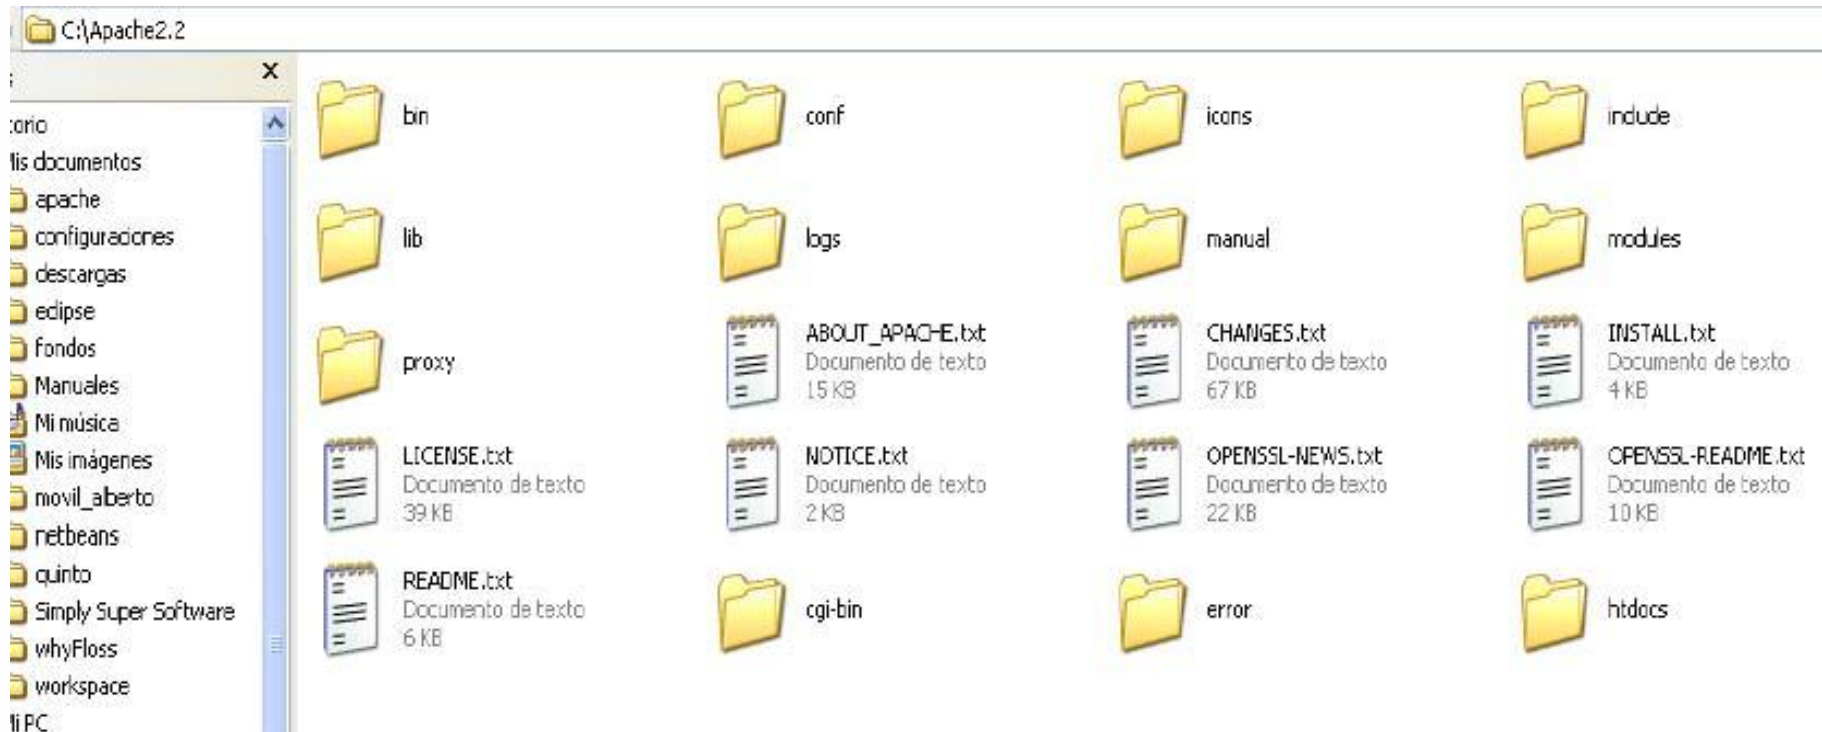 C:\Apache2.2
x
torio
Mis documentos
apache
configuraciones
descargas
eclipse
fondos
Manuales
Mi música
Mis imágenes
movil_alberto
netbeans
quinto
Simply Super Software
whyFloss
workspace
Mi PC
bin
conf
icons
include
lib
logs
manual
modules
proxy
ABOUT_APACHE.txt
Documento de texto
15 KB
CHANGES.txt
Documento de texto
67 KB
INSTALL.txt
Documento de texto
4 KB
LICENSE.txt
Documento de texto
39 KB
NOTICE.txt
Documento de texto
2 KB
OPENSSL-NEWS.txt
Documento de texto
22 KB
OPENSSL-README.txt
Documento de texto
10 KB
README.txt
Documento de texto
6 KB
cgi-bin
error
htdocs